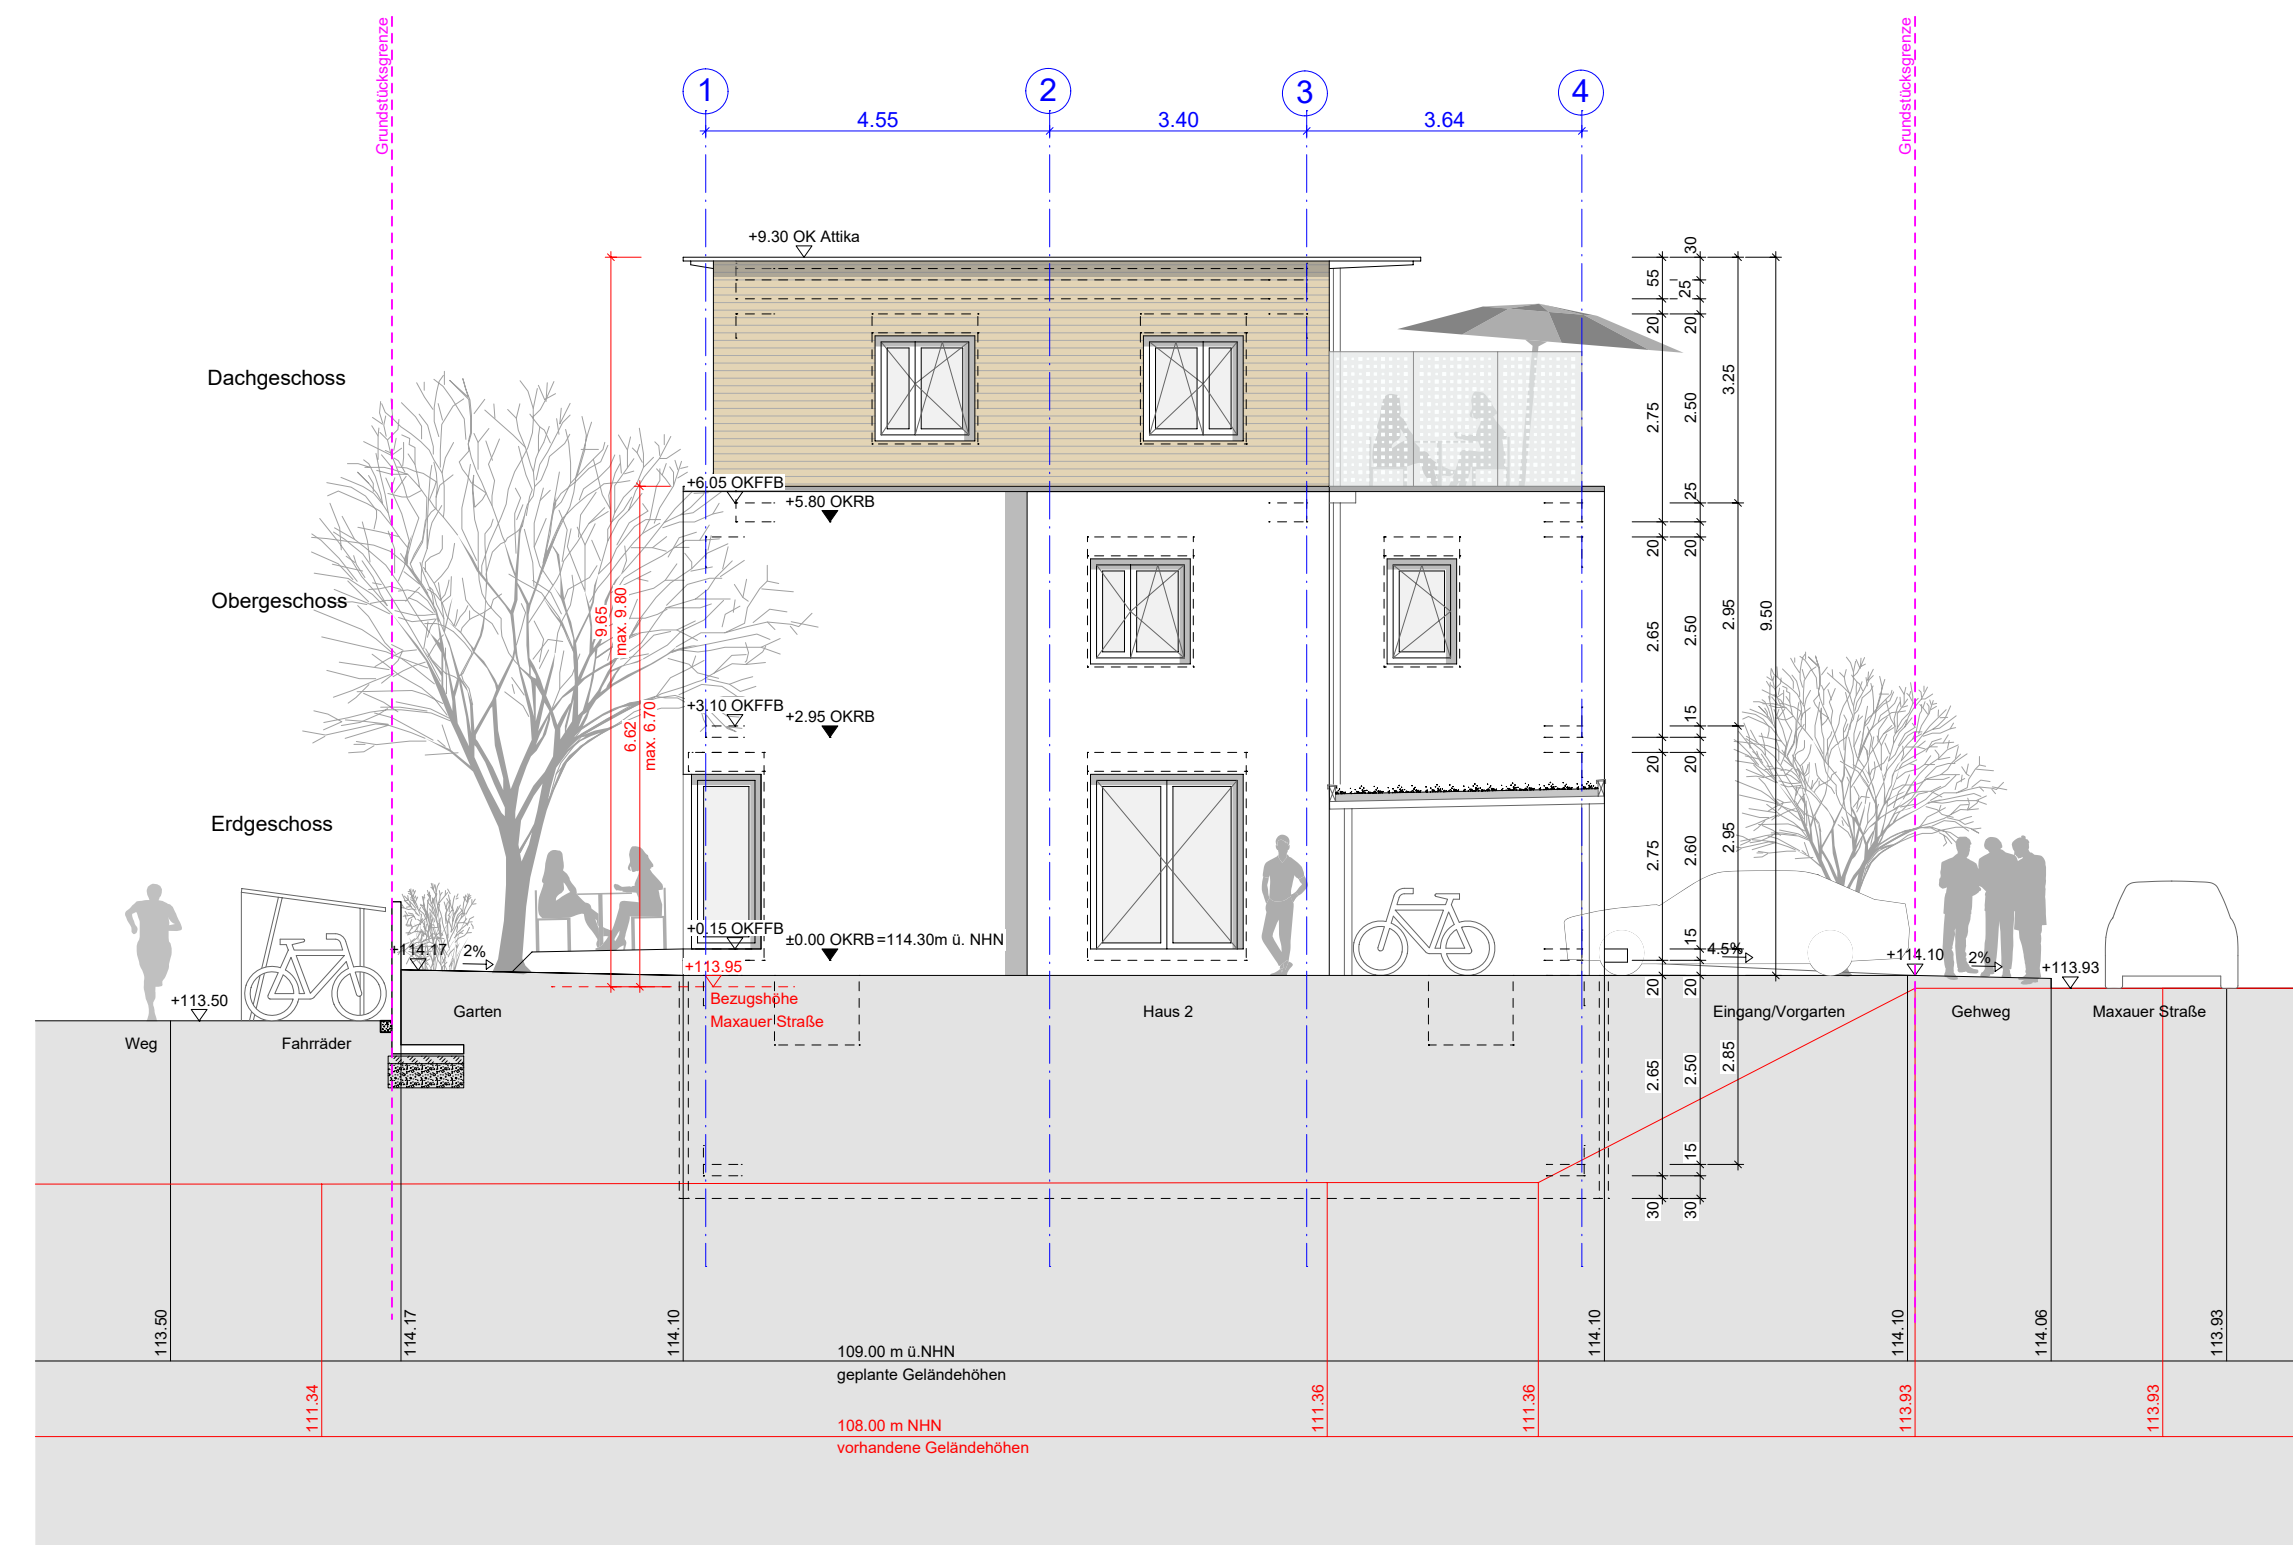 Grundstücksgrenze
Grundstücksgrenze
1
2
3
4
4.55
3.40
3.64
+9.30 OK Attika
Dachgeschoss
Obergeschoss
Erdgeschoss
+6.05 OKFFB
+5.80 OKRB
+3.10 OKFFB
+2.95 OKRB
+0.15 OKFFB
±0.00 OKRB=114.30m ü. NHN
9.65
max. 9.80
6.62
max. 6.70
+113.95
Bezugshöhe
Maxauer Straße
55
20
2.75
20
2.65
20
2.75
20
2.65
30
30
25
20
2.50
25
20
2.50
15
20
2.60
15
20
2.50
15
30
3.25
2.95
2.95
2.85
9.50
+113.50
+114.17
2%
4.5%
+114.10
2%
+113.93
Weg
Fahrräder
Garten
Haus 2
Eingang/Vorgarten
Gehweg
Maxauer Straße
113.50
114.17
114.10
114.10
114.10
114.06
113.93
109.00 m ü.NHN
geplante Geländehöhen
111.34
111.36
111.36
113.93
113.93
108.00 m NHN
vorhandene Geländehöhen